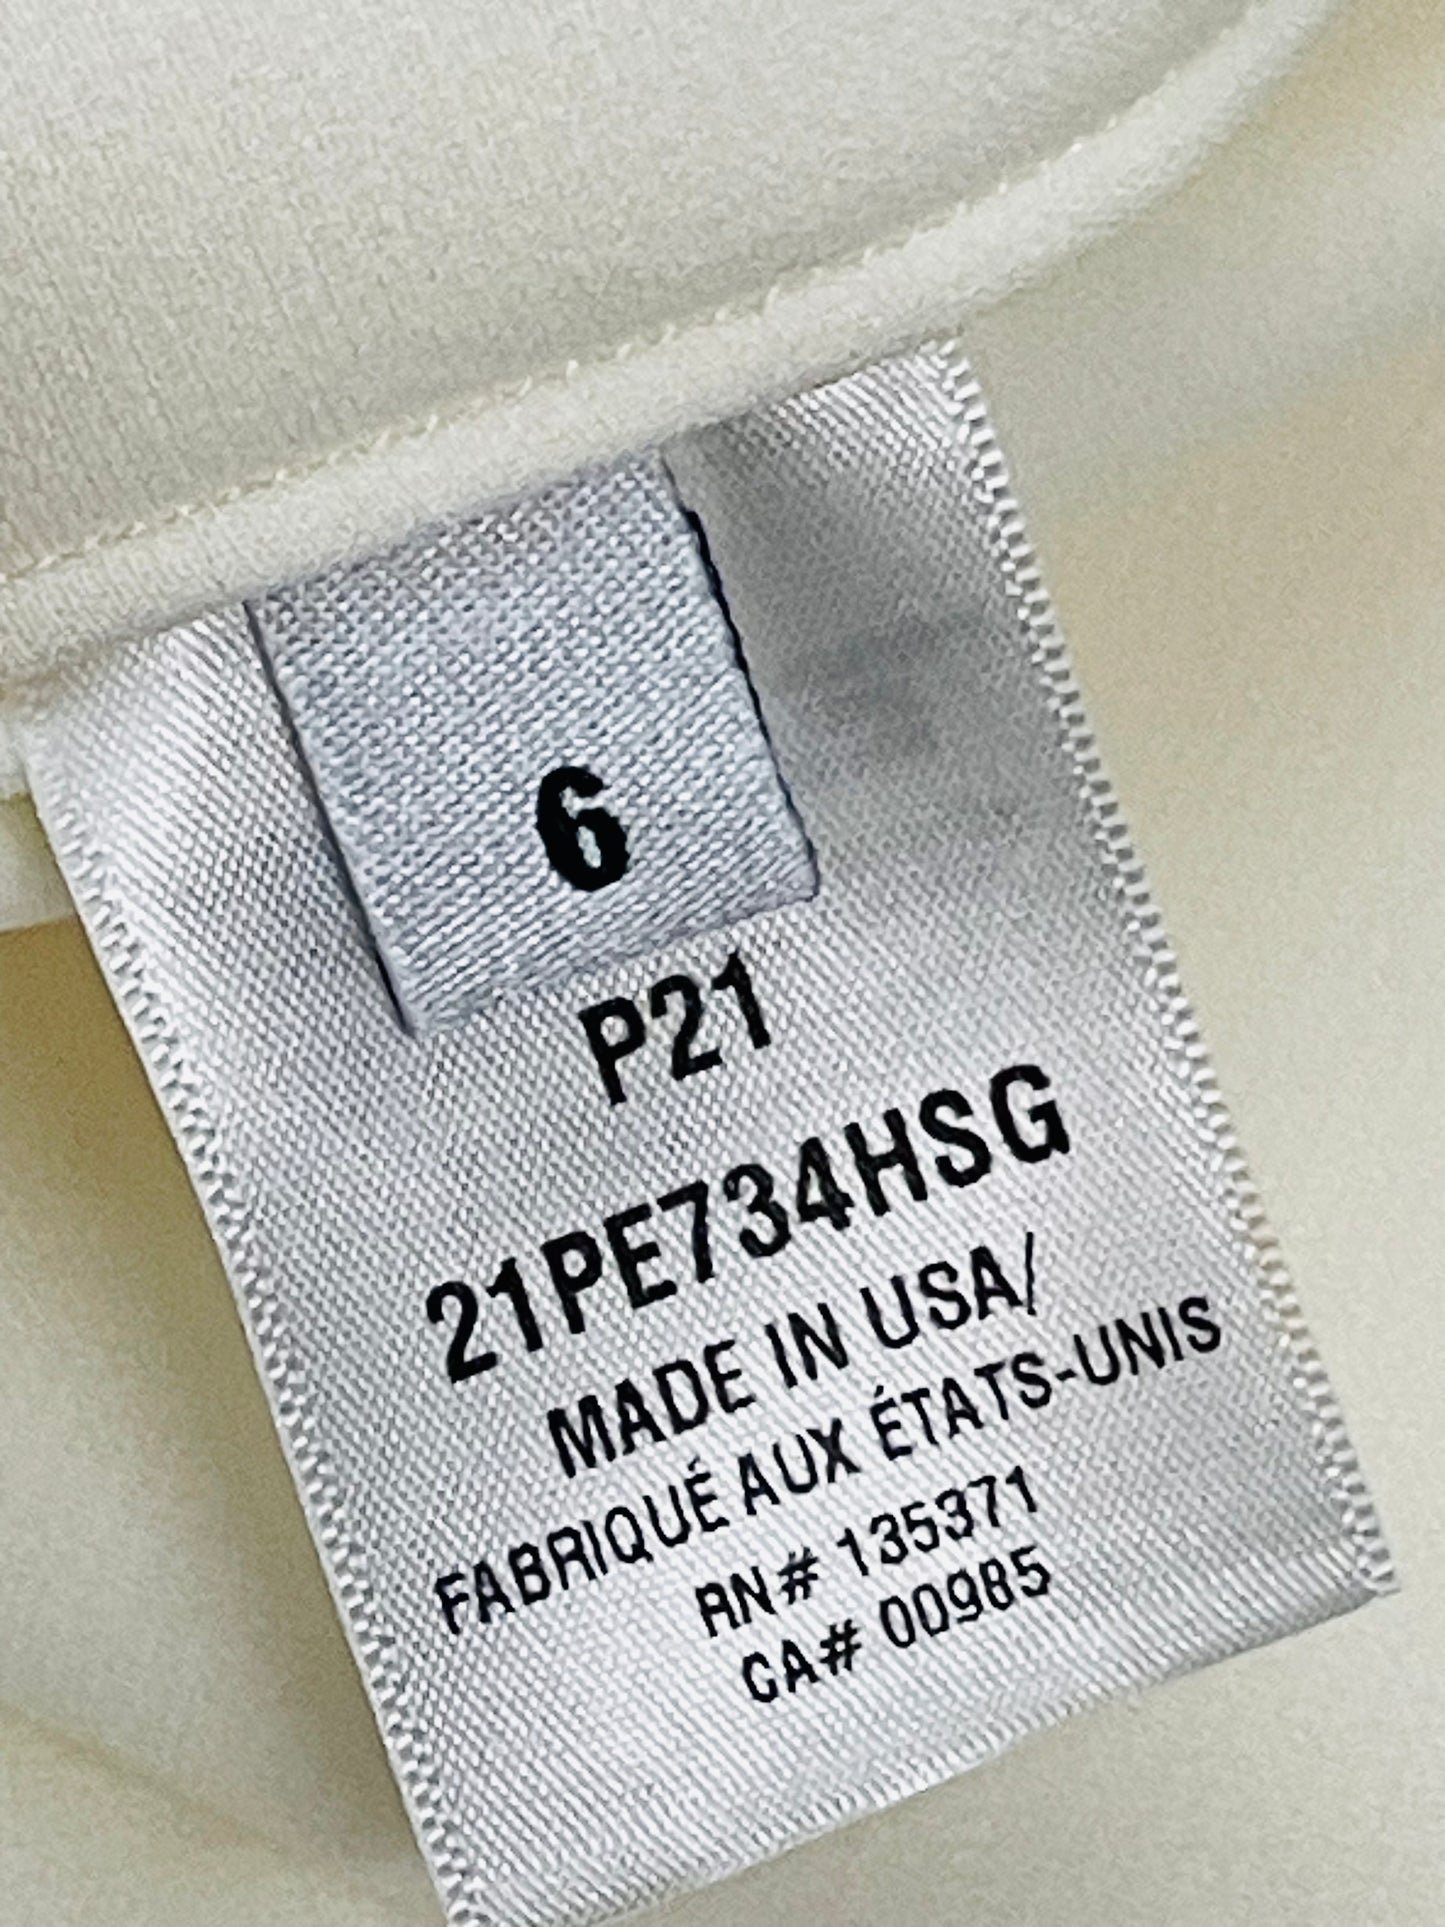 6
P21
21PE734HSG
MADE IN USA/
FABRIQUÉ AUX ÉTATS-UNIS
RN# 135371
CA# 00985